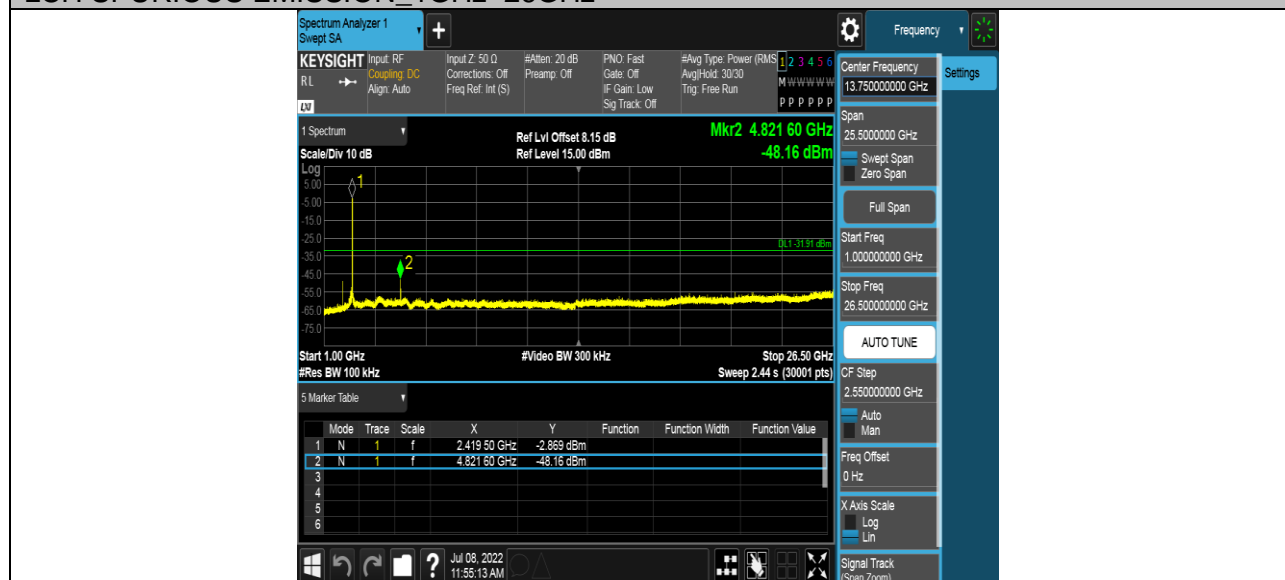 Spectrum Analyzer 1
Swept SA
+
Frequency
KEYSIGHT Input: RF Input Z: 50 Ω #Atten: 20 dB PNO: Fast #Avg Type: Power (RMS 1 2 3 4 5 6
RL Coupling: DC Corrections: Off Preamp: Off Gate: Off Avg|Hold: 30/30 M W W W W W
Align: Auto Freq Ref: Int (S) IF Gain: Low Trig: Free Run
LXI Sig Track: Off P P P P P P
Center Frequency
13.750000000 GHz
Settings
Span
25.5000000 GHz
Swept Span
Zero Span
Full Span
Start Freq
1.000000000 GHz
Stop Freq
26.500000000 GHz
AUTO TUNE
CF Step
2.550000000 GHz
Auto
Man
Freq Offset
0 Hz
X Axis Scale
Log
Lin
Signal Track
(Span Zoom)
1 Spectrum Ref Lvl Offset 8.15 dB Mkr2 4.821 60 GHz
Scale/Div 10 dB Ref Level 15.00 dBm -48.16 dBm
Log
5.00
1
-5.00
-15.0
-25.0 DL1 -31.91 dBm
-35.0
2
-45.0
-55.0
-65.0
-75.0
Start 1.00 GHz #Video BW 300 kHz Stop 26.50 GHz
#Res BW 100 kHz Sweep 2.44 s (30001 pts)
5 Marker Table
Mode Trace Scale X Y Function Function Width Function Value
1 N 1 f 2.419 50 GHz -2.869 dBm
2 N 1 f 4.821 60 GHz -48.16 dBm
3
4
5
6
? Jul 08, 2022
11:55:13 AM